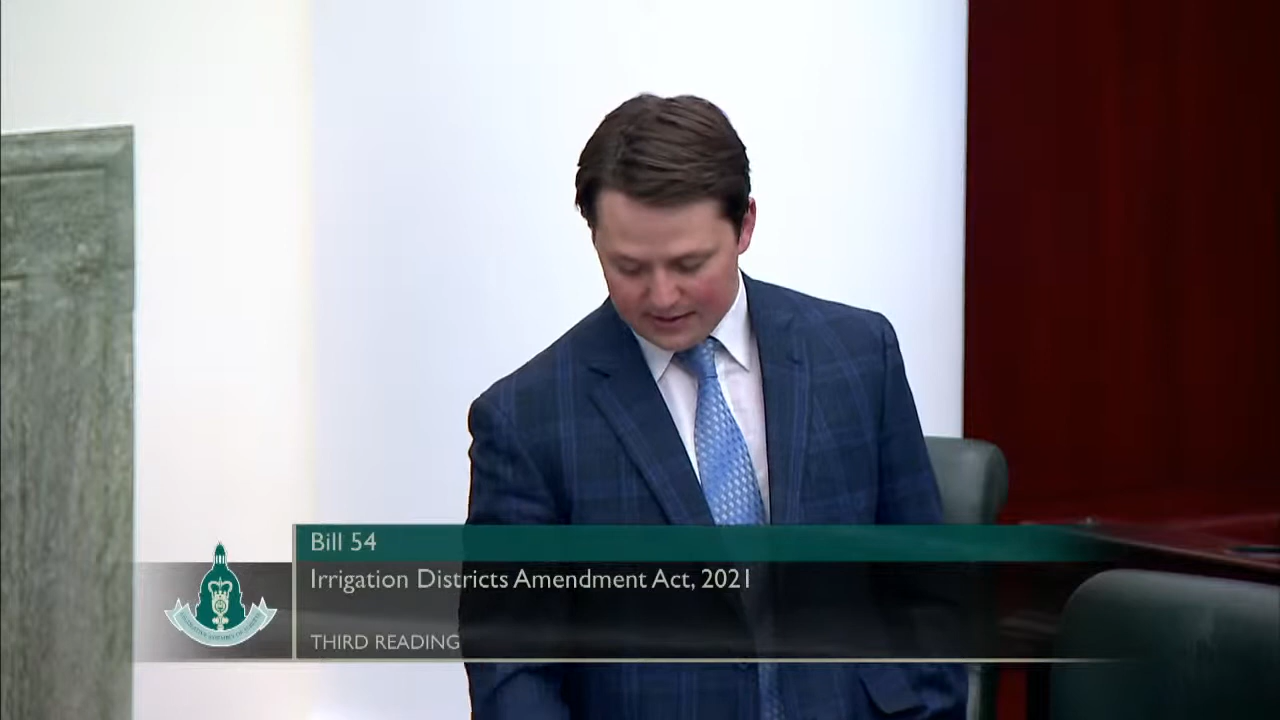 Bill 54
Irrigation Districts Amendment Act, 2021
THIRD READING